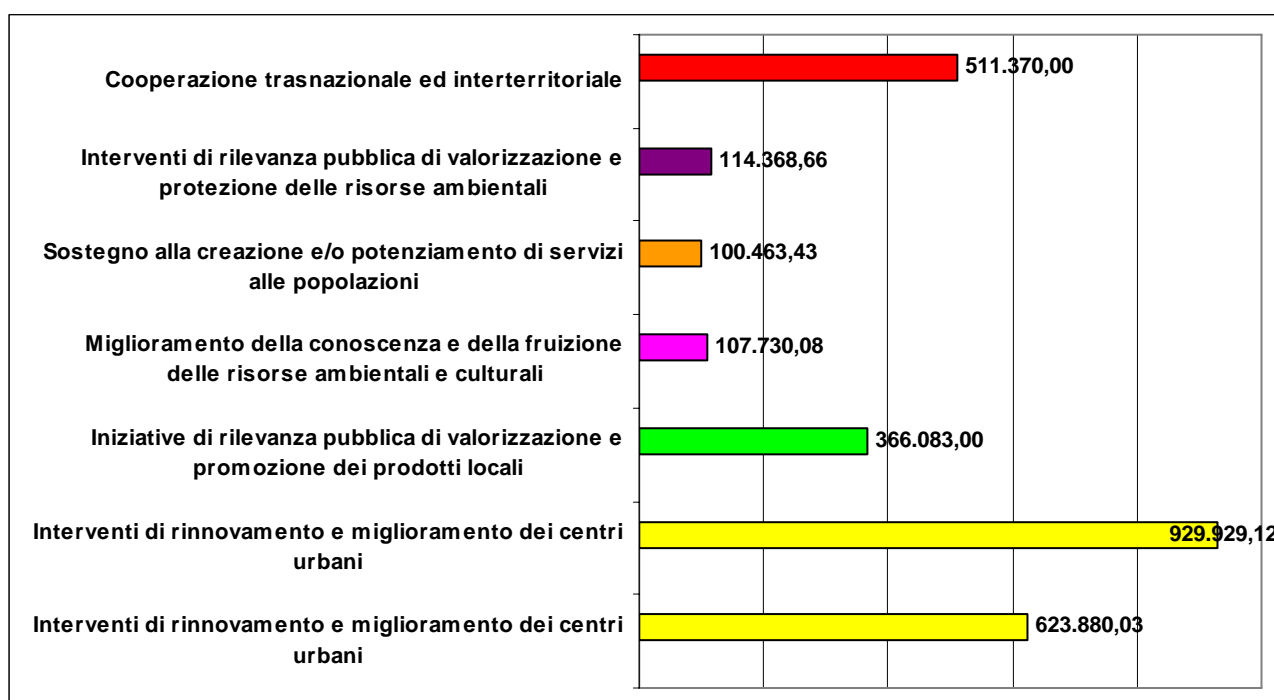 Cooperazione trasnazionale ed interterritoriale
511.370,00
Interventi di rilevanza pubblica di valorizzazione e
protezione delle risorse ambientali
114.368,66
Sostegno alla creazione e/o potenziamento di servizi
alle popolazioni
100.463,43
Miglioramento della conoscenza e della fruizione
delle risorse ambientali e culturali
107.730,08
Iniziative di rilevanza pubblica di valorizzazione e
promozione dei prodotti locali
366.083,00
Interventi di rinnovamento e miglioramento dei centri
urbani
929.929,12
Interventi di rinnovamento e miglioramento dei centri
urbani
623.880,03